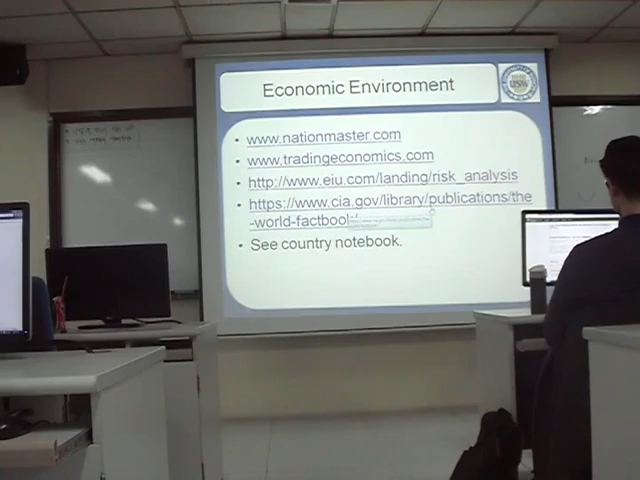 Economic Environment
• www.nationmaster.com
• www.tradingeconomics.com
• http://www.eiu.com/landing/risk_analysis
• https://www.cia.gov/library/publications/the
-world-factbook/
• See country notebook.